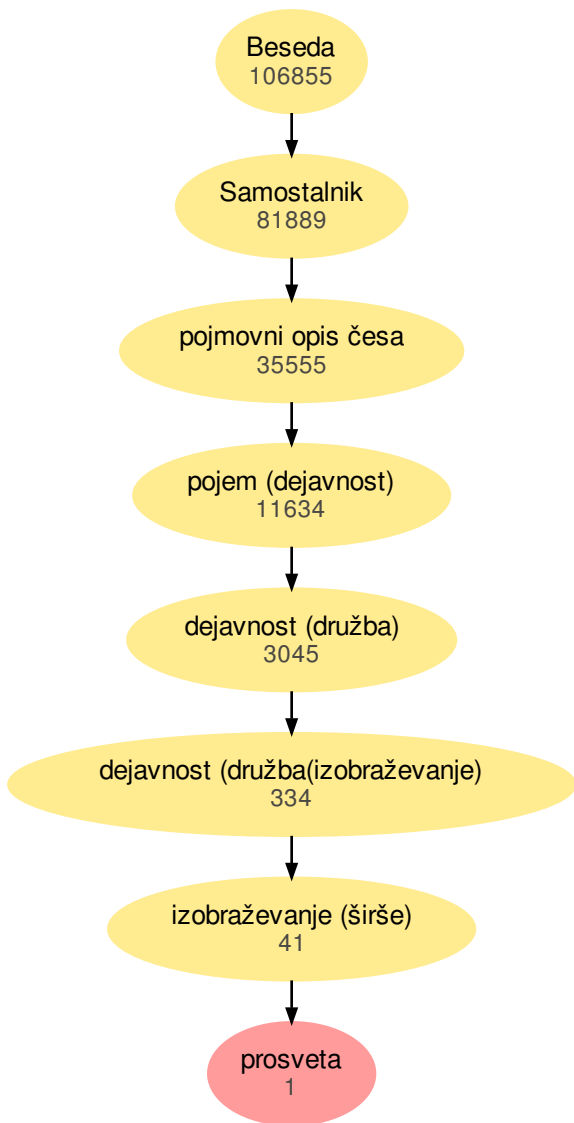 Beseda
106855
Samostalnik
81889
pojmovni opis česa
35555
pojem (dejavnost)
11634
dejavnost (družba)
3045
dejavnost (družba(izobraževanje)
334
izobraževanje (širše)
41
prosveta
1